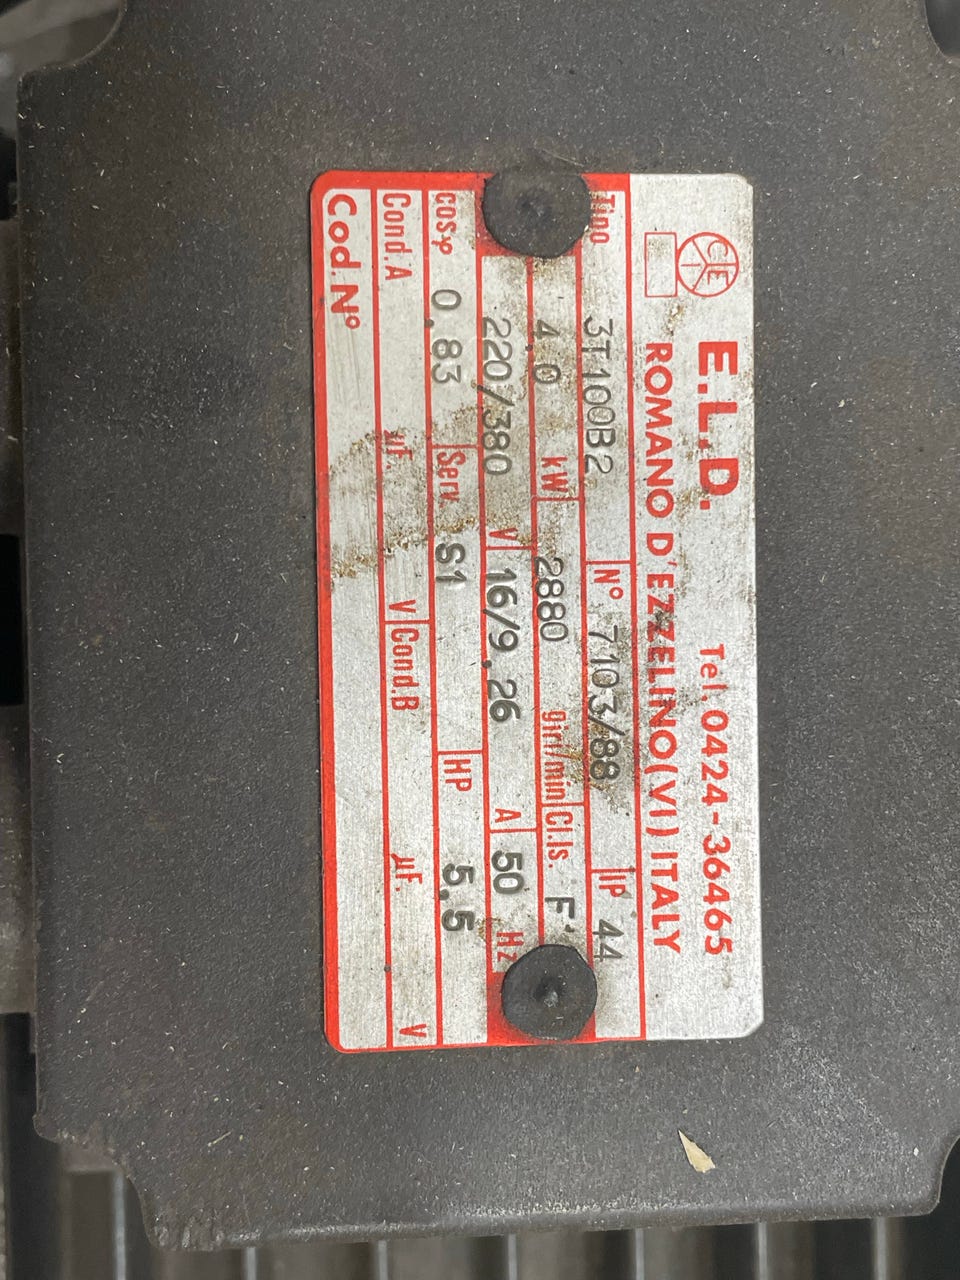 CEI E.L.D. Tel. 0424-36465
ROMANO D'EZZELINO (VI) ITALY
Tipo 3T100B2 N° 7103/88 IP 44
4.0 kW 2880 giri/min Cl.Is. F
220/380 V 16/9.26 A 50 Hz
cosφ 0.83 Serv. S1 HP 5,5
Cond.A µF. V Cond.B µF. V
Cod.N°